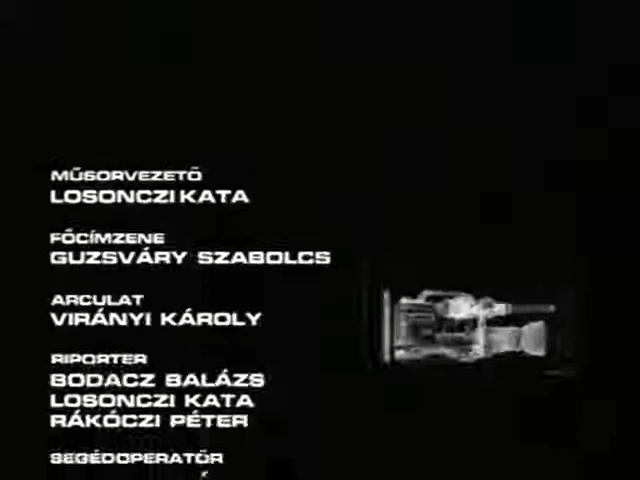 MŰSORVEZETŐ
LOSONCZI KATA
FŐCÍMZENE
GUZSVÁRY SZABOLCS
ARCULAT
VIRÁNYI KÁROLY
RIPORTER
BODACZ BALÁZS
LOSONCZI KATA
RÁKÓCZI PÉTER
SEGÉDOPERATŐR